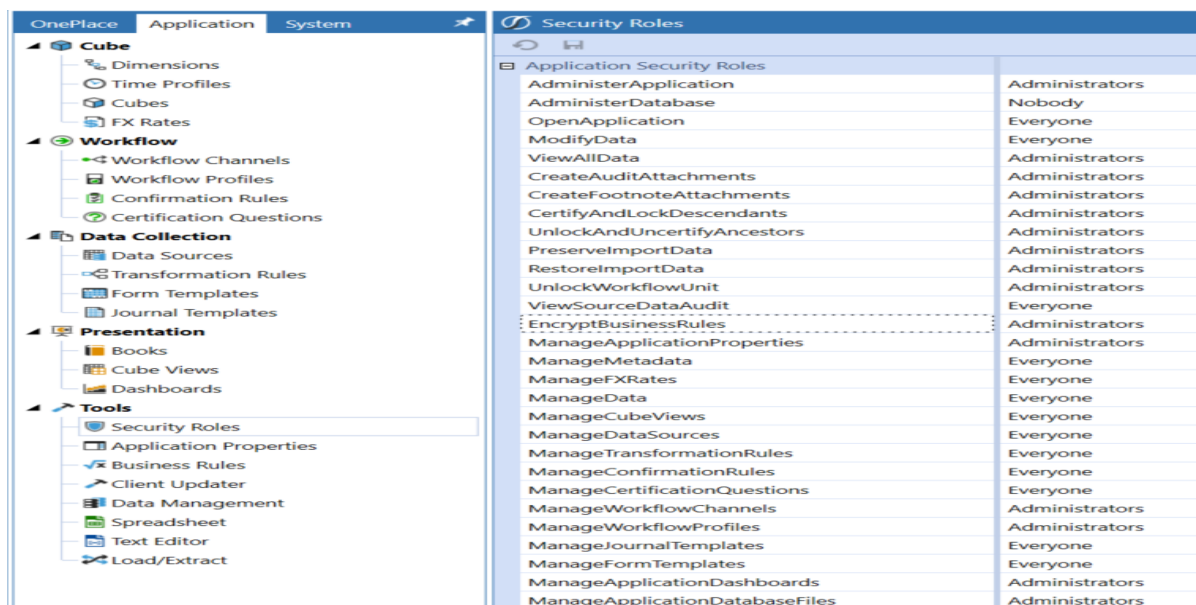 OnePlace Application System
Cube
Dimensions
Time Profiles
Cubes
FX Rates
Workflow
Workflow Channels
Workflow Profiles
Confirmation Rules
Certification Questions
Data Collection
Data Sources
Transformation Rules
Form Templates
Journal Templates
Presentation
Books
Cube Views
Dashboards
Tools
Security Roles
Application Properties
Business Rules
Client Updater
Data Management
Spreadsheet
Text Editor
Load/Extract
Security Roles
Application Security Roles
AdministerApplication Administrators
AdministerDatabase Nobody
OpenApplication Everyone
ModifyData Everyone
ViewAllData Administrators
CreateAuditAttachments Administrators
CreateFootnoteAttachments Administrators
CertifyAndLockDescendants Administrators
UnlockAndUncertifyAncestors Administrators
PreserveImportData Administrators
RestoreImportData Administrators
UnlockWorkflowUnit Administrators
ViewSourceDataAudit Everyone
EncryptBusinessRules Administrators
ManageApplicationProperties Administrators
ManageMetadata Everyone
ManageFXRates Everyone
ManageData Everyone
ManageCubeViews Everyone
ManageDataSources Everyone
ManageTransformationRules Everyone
ManageConfirmationRules Everyone
ManageCertificationQuestions Everyone
ManageWorkflowChannels Administrators
ManageWorkflowProfiles Administrators
ManageJournalTemplates Everyone
ManageFormTemplates Everyone
ManageApplicationDashboards Administrators
ManageApplicationDatabaseFiles Administrators